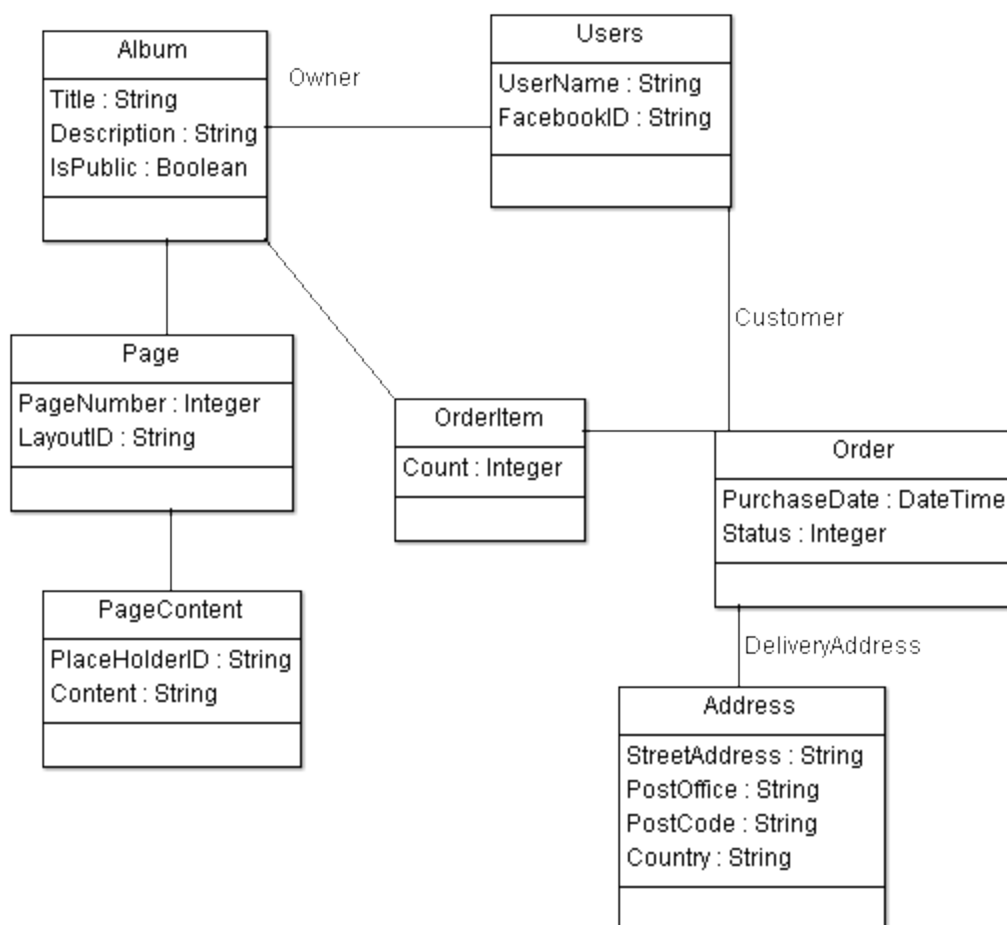 Album
Title : String
Description : String
IsPublic : Boolean
Owner
Users
UserName : String
FacebookID : String
Customer
Page
PageNumber : Integer
LayoutID : String
OrderItem
Count : Integer
Order
PurchaseDate : DateTime
Status : Integer
PageContent
PlaceHolderID : String
Content : String
DeliveryAddress
Address
StreetAddress : String
PostOffice : String
PostCode : String
Country : String